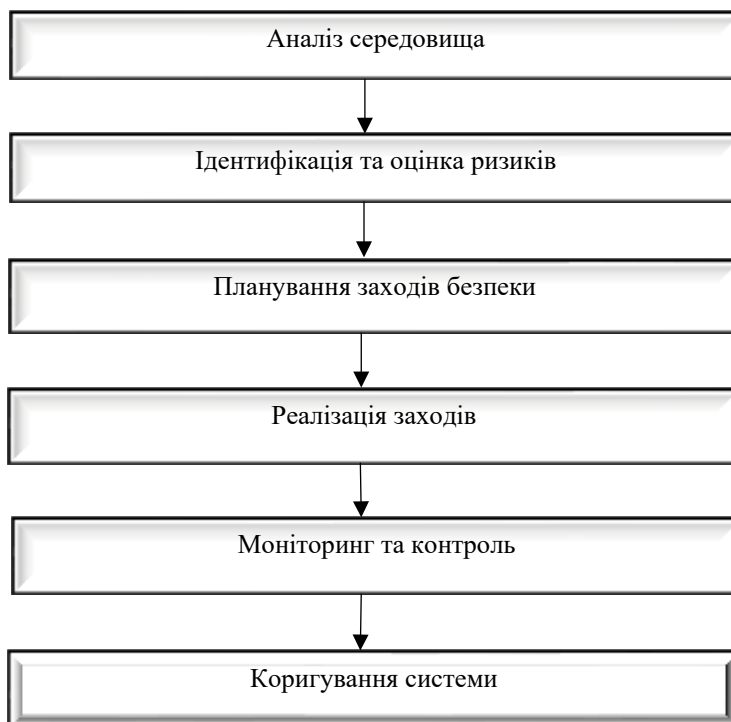 Аналіз середовища
Ідентифікація та оцінка ризиків
Планування заходів безпеки
Реалізація заходів
Моніторинг та контроль
Коригування системи